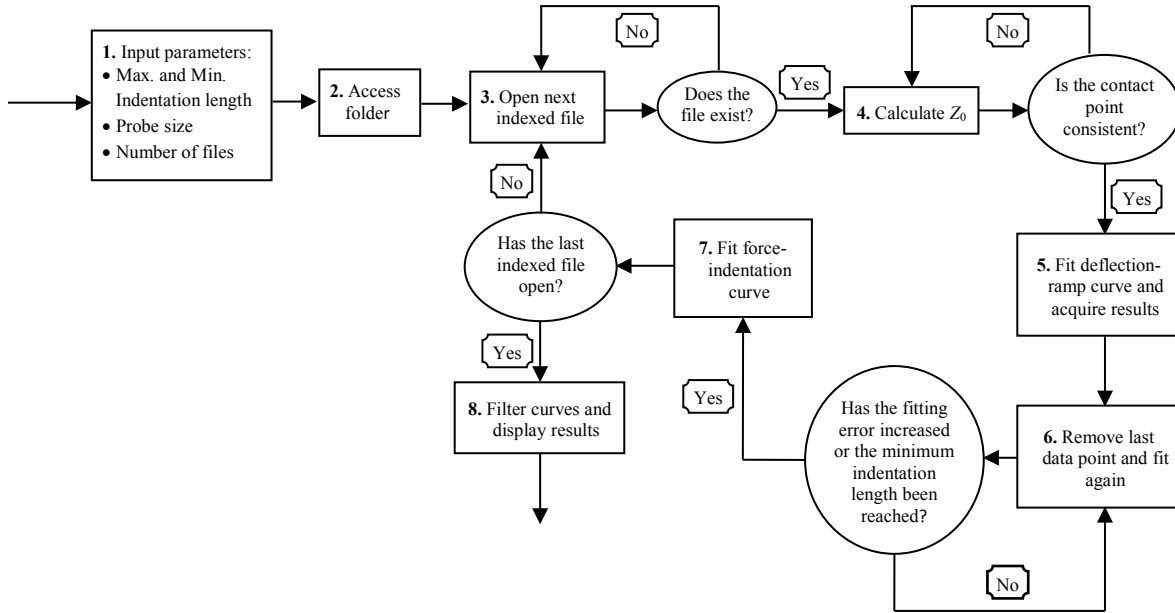 1. Input parameters:
• Max. and Min.
Indentation length
• Probe size
• Number of files
2. Access
folder
3. Open next
indexed file
No
Does the
file exist?
Yes
4. Calculate Z0
No
Is the contact
point
consistent?
Yes
5. Fit deflection-
ramp curve and
acquire results
6. Remove last
data point and fit
again
Has the fitting
error increased
or the minimum
indentation
length been
reached?
No
Yes
7. Fit force-
indentation
curve
Has the last
indexed file
open?
No
Yes
8. Filter curves and
display results